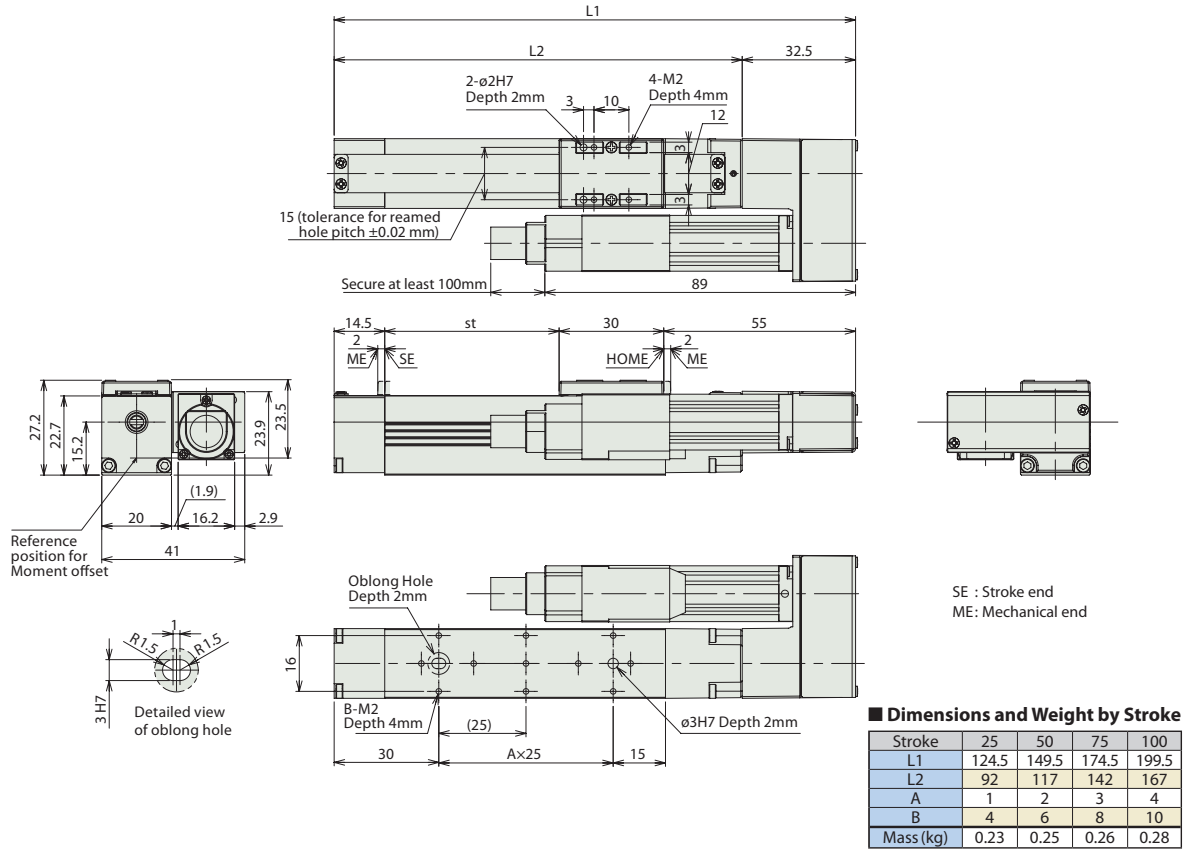 L1
L2
32.5
2-ø2H7
Depth 2mm
3
10
4-M2
Depth 4mm
12
3
3
15 (tolerance for reamed
hole pitch ±0.02 mm)
Secure at least 100mm
89
14.5
st
30
55
2
ME
SE
HOME
2
ME
27.2
22.7
15.2
23.9
23.5
(1.9)
20
16.2
2.9
41
Reference
position for
Moment offset
Oblong Hole
Depth 2mm
SE : Stroke end
ME: Mechanical end
1
R1.5
R1.5
3 H7
Detailed view
of oblong hole
16
B-M2
Depth 4mm
(25)
ø3H7 Depth 2mm
30
A×25
15
■ Dimensions and Weight by Stroke
Stroke 25 50 75 100
L1 124.5 149.5 174.5 199.5
L2 92 117 142 167
A 1 2 3 4
B 4 6 8 10
Mass (kg) 0.23 0.25 0.26 0.28